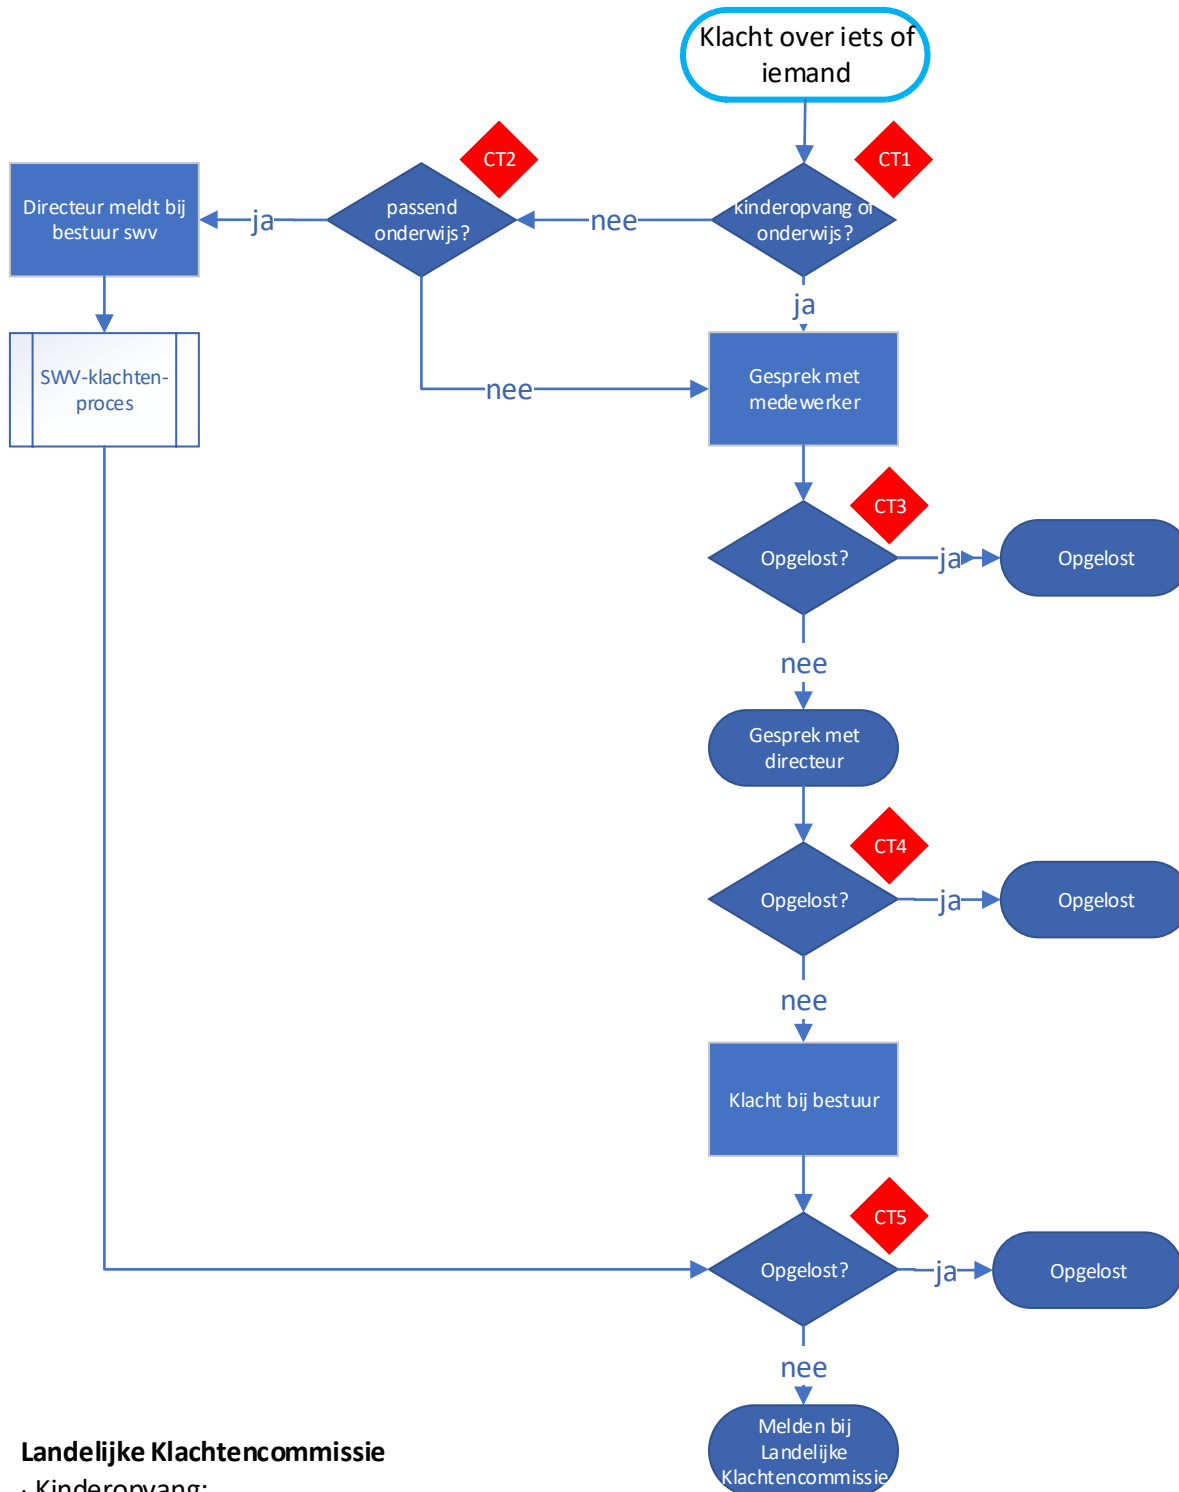 Klacht over iets of
iemand
CT2
CT1
Directeur meldt bij
bestuur swv
ja
passend
onderwijs?
nee
kinderopvang of
onderwijs?
ja
SWV-klachten-
proces
nee
Gesprek met
medewerker
CT3
Opgelost?
ja
Opgelost
nee
Gesprek met
directeur
CT4
Opgelost?
ja
Opgelost
nee
Klacht bij bestuur
CT5
Opgelost?
ja
Opgelost
nee
Melden bij
Landelijke
Klachtencommissie
Landelijke Klachtencommissie
· Kinderopvang: